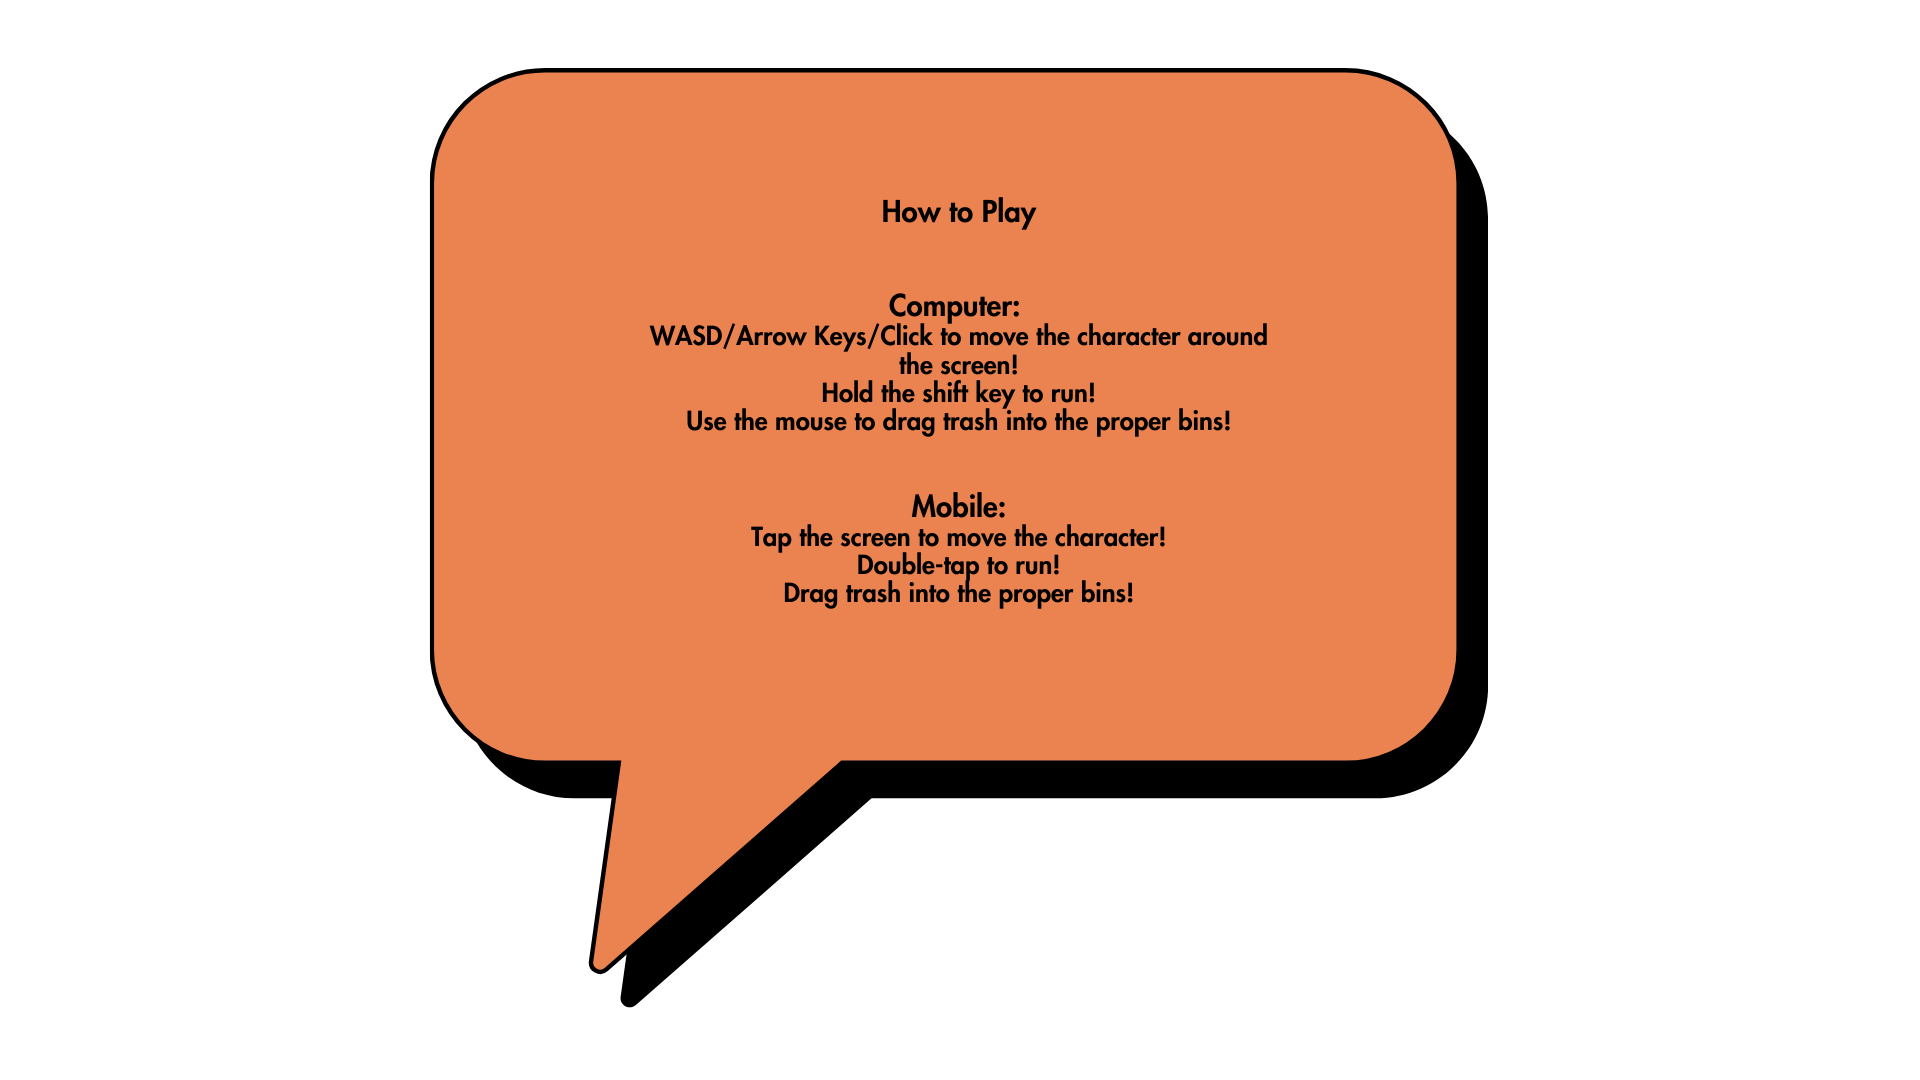 How to Play
Computer:
WASD/Arrow Keys/Click to move the character around
the screen!
Hold the shift key to run!
Use the mouse to drag trash into the proper bins!
Mobile:
Tap the screen to move the character!
Double-tap to run!
Drag trash into the proper bins!